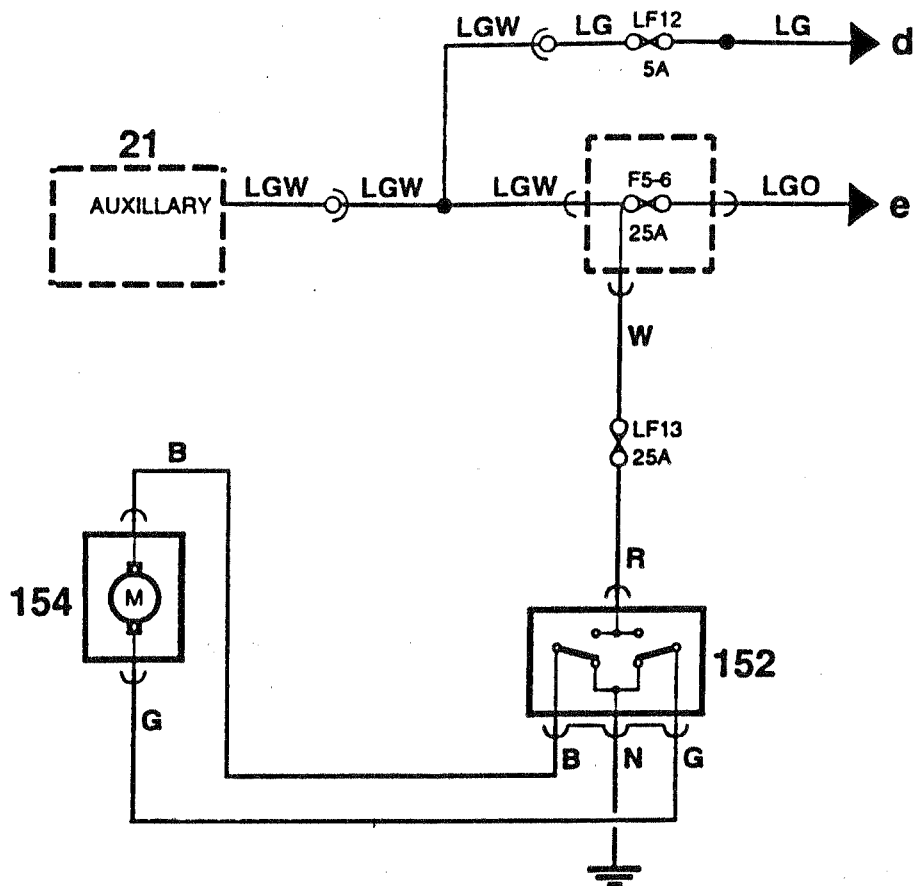 LGW LG LF12 LG d
5A
21
AUXILLARY LGW LGW LGW F5-6 LGO e
25A
W
LF13
25A
B
R
154 M
152
G
B N G